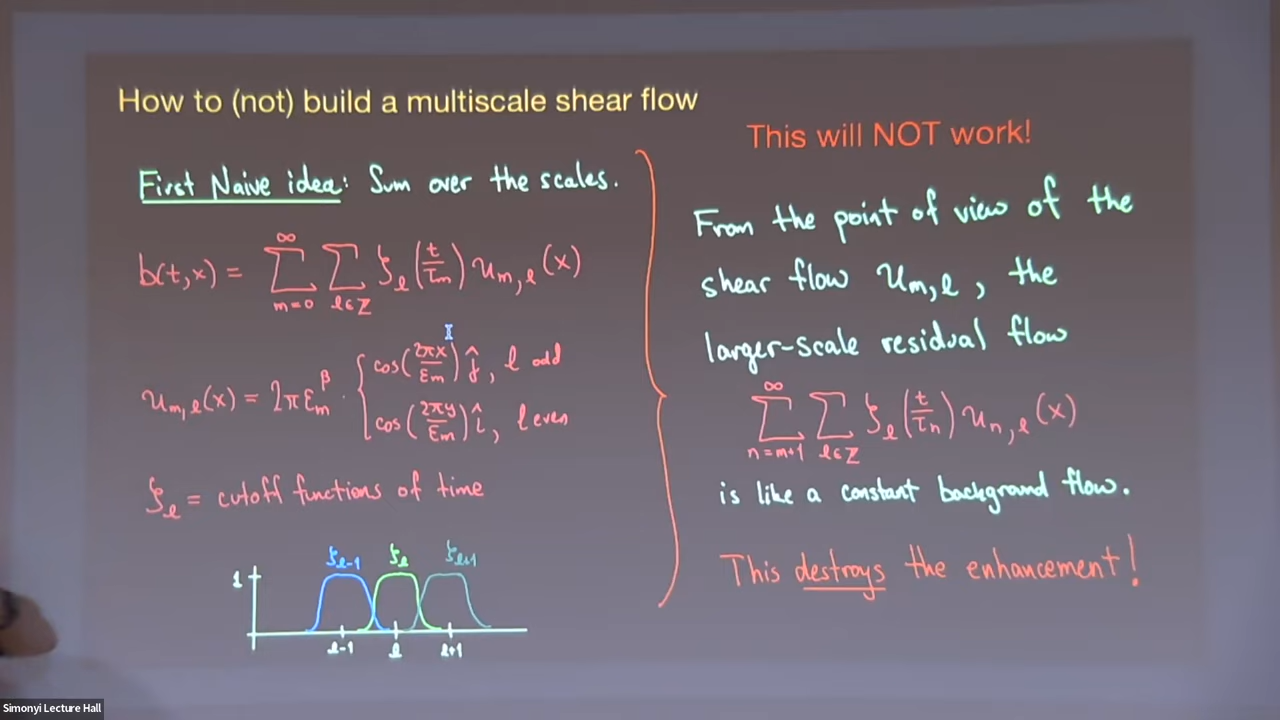 How to (not) build a multiscale shear flow
First Naive idea: Sum over the scales.
b(t,x) = ∑_{m=0}^{∞} ∑_{ℓ∈Z} ζ_ℓ(t/τ_m) u_{m,ℓ}(x)
u_{m,ℓ}(x) = 2π ε_m^β · { cos(2πx/ε_m) ĵ, ℓ odd
cos(2πy/ε_m) î, ℓ even
ζ_ℓ = cutoff functions of time
ζ_{ℓ-1} ζ_ℓ ζ_{ℓ+1}
1
ℓ-1 ℓ ℓ+1
This will NOT work!
From the point of view of the
shear flow u_{m,ℓ}, the
larger-scale residual flow
∑_{n=m+1}^{∞} ∑_{ℓ∈Z} ζ_ℓ(t/τ_n) u_{n,ℓ}(x)
is like a constant background flow.
This destroys the enhancement!
Simonyi Lecture Hall